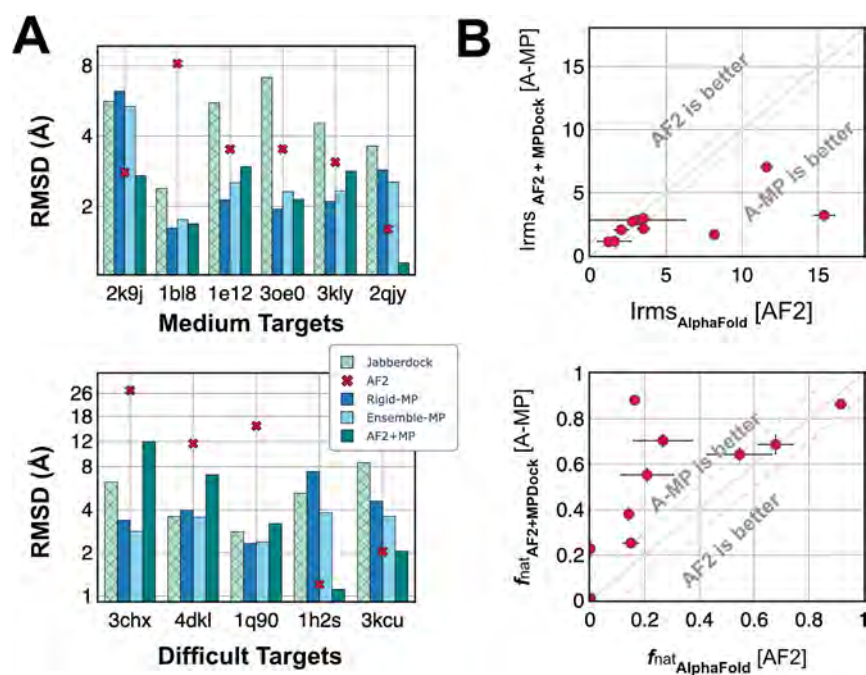 A
RMSD (Å)
8
4
2
2k9j 1bl8 1e12 3oe0 3kly 2qjy
Medium Targets
RMSD (Å)
26
18
12
8
4
2
1
Jabberdock
AF2
Rigid-MP
Ensemble-MP
AF2+MP
3chx 4dkl 1q90 1h2s 3kcu
Difficult Targets
B
Irms AF2 + MPDock [A-MP]
15
10
5
0
AF2 is better
A-MP is better
0 5 10 15
Irms AlphaFold [AF2]
fnat AF2+MPDock [A-MP]
1
0.8
0.6
0.4
0.2
0
A-MP is better
AF2 is better
0 0.2 0.4 0.6 0.8 1
fnat AlphaFold [AF2]